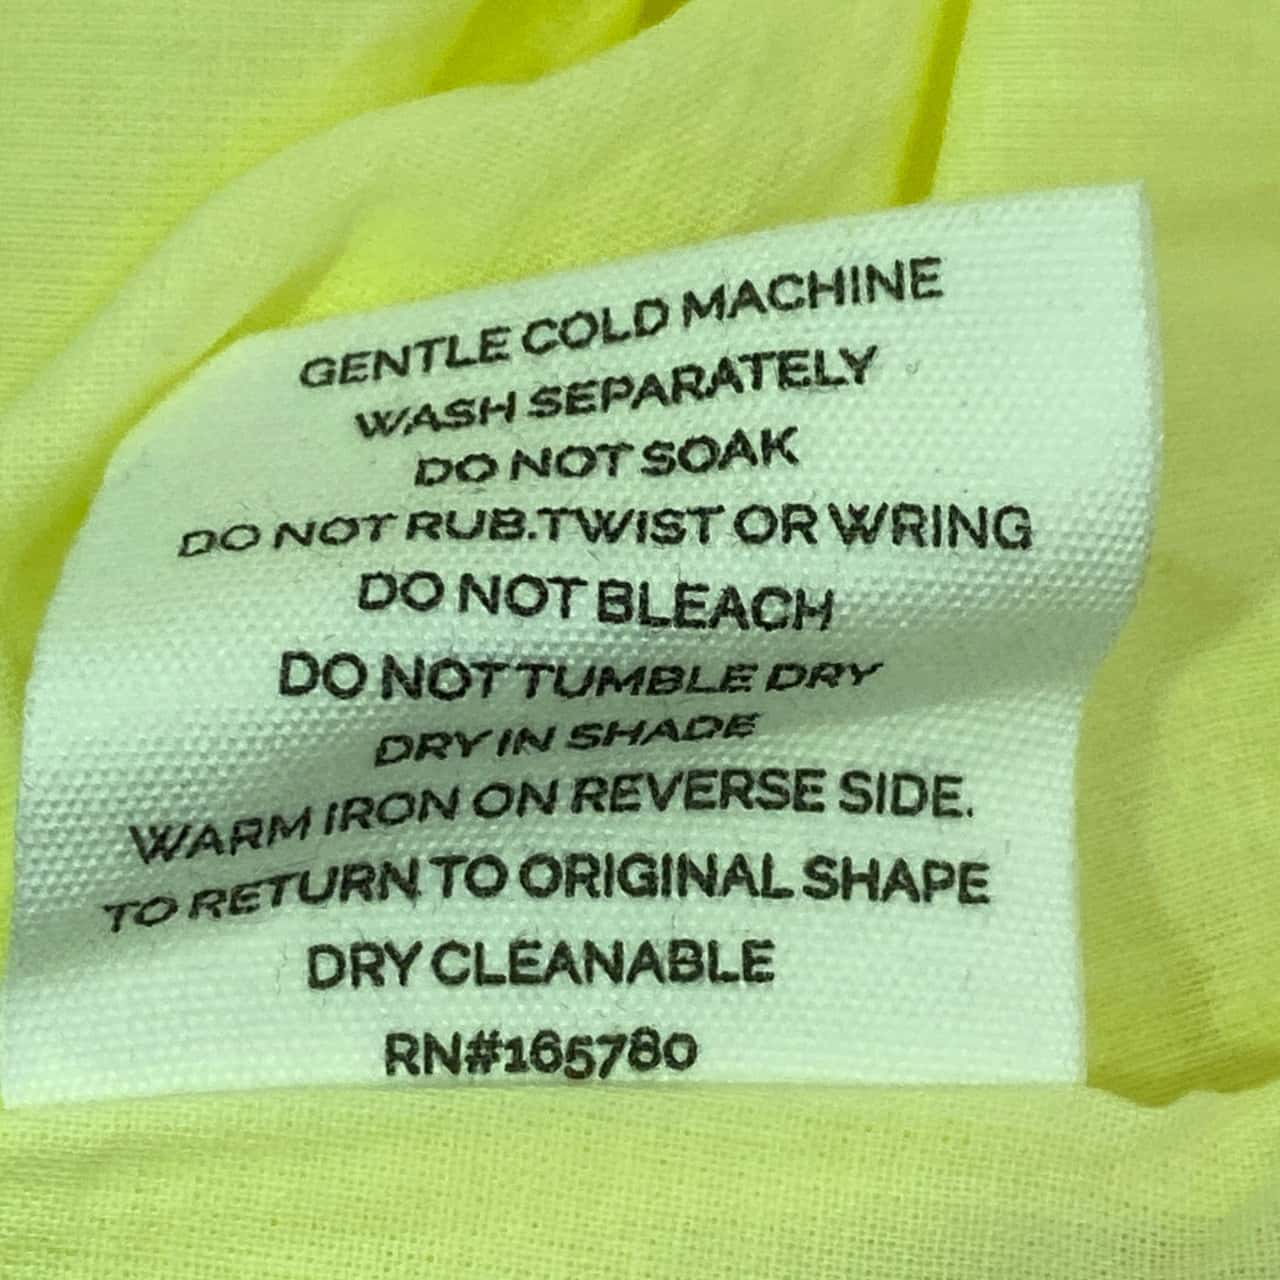 GENTLE COLD MACHINE
WASH SEPARATELY
DO NOT SOAK
DO NOT RUB.TWIST OR WRING
DO NOT BLEACH
DO NOT TUMBLE DRY
DRY IN SHADE
WARM IRON ON REVERSE SIDE.
TO RETURN TO ORIGINAL SHAPE
DRY CLEANABLE
RN#165780